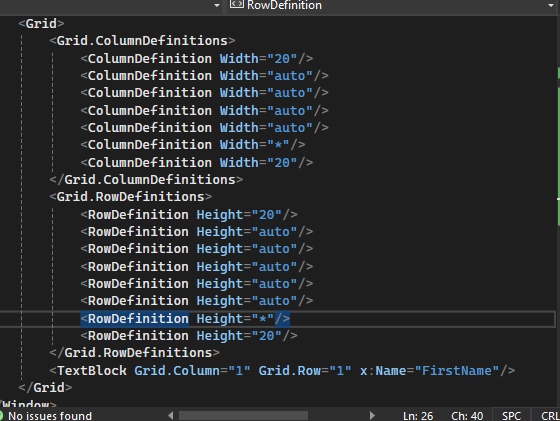 RowDefinition
<Grid>
<Grid.ColumnDefinitions>
<ColumnDefinition Width="20"/>
<ColumnDefinition Width="auto"/>
<ColumnDefinition Width="auto"/>
<ColumnDefinition Width="auto"/>
<ColumnDefinition Width="auto"/>
<ColumnDefinition Width="*"/>
<ColumnDefinition Width="20"/>
</Grid.ColumnDefinitions>
<Grid.RowDefinitions>
<RowDefinition Height="20"/>
<RowDefinition Height="auto"/>
<RowDefinition Height="auto"/>
<RowDefinition Height="auto"/>
<RowDefinition Height="auto"/>
<RowDefinition Height="auto"/>
<RowDefinition Height="*"/>
<RowDefinition Height="20"/>
</Grid.RowDefinitions>
<TextBlock Grid.Column="1" Grid.Row="1" x:Name="FirstName"/>
</Grid>
/Window>
No issues found Ln: 26 Ch: 40 SPC CRL